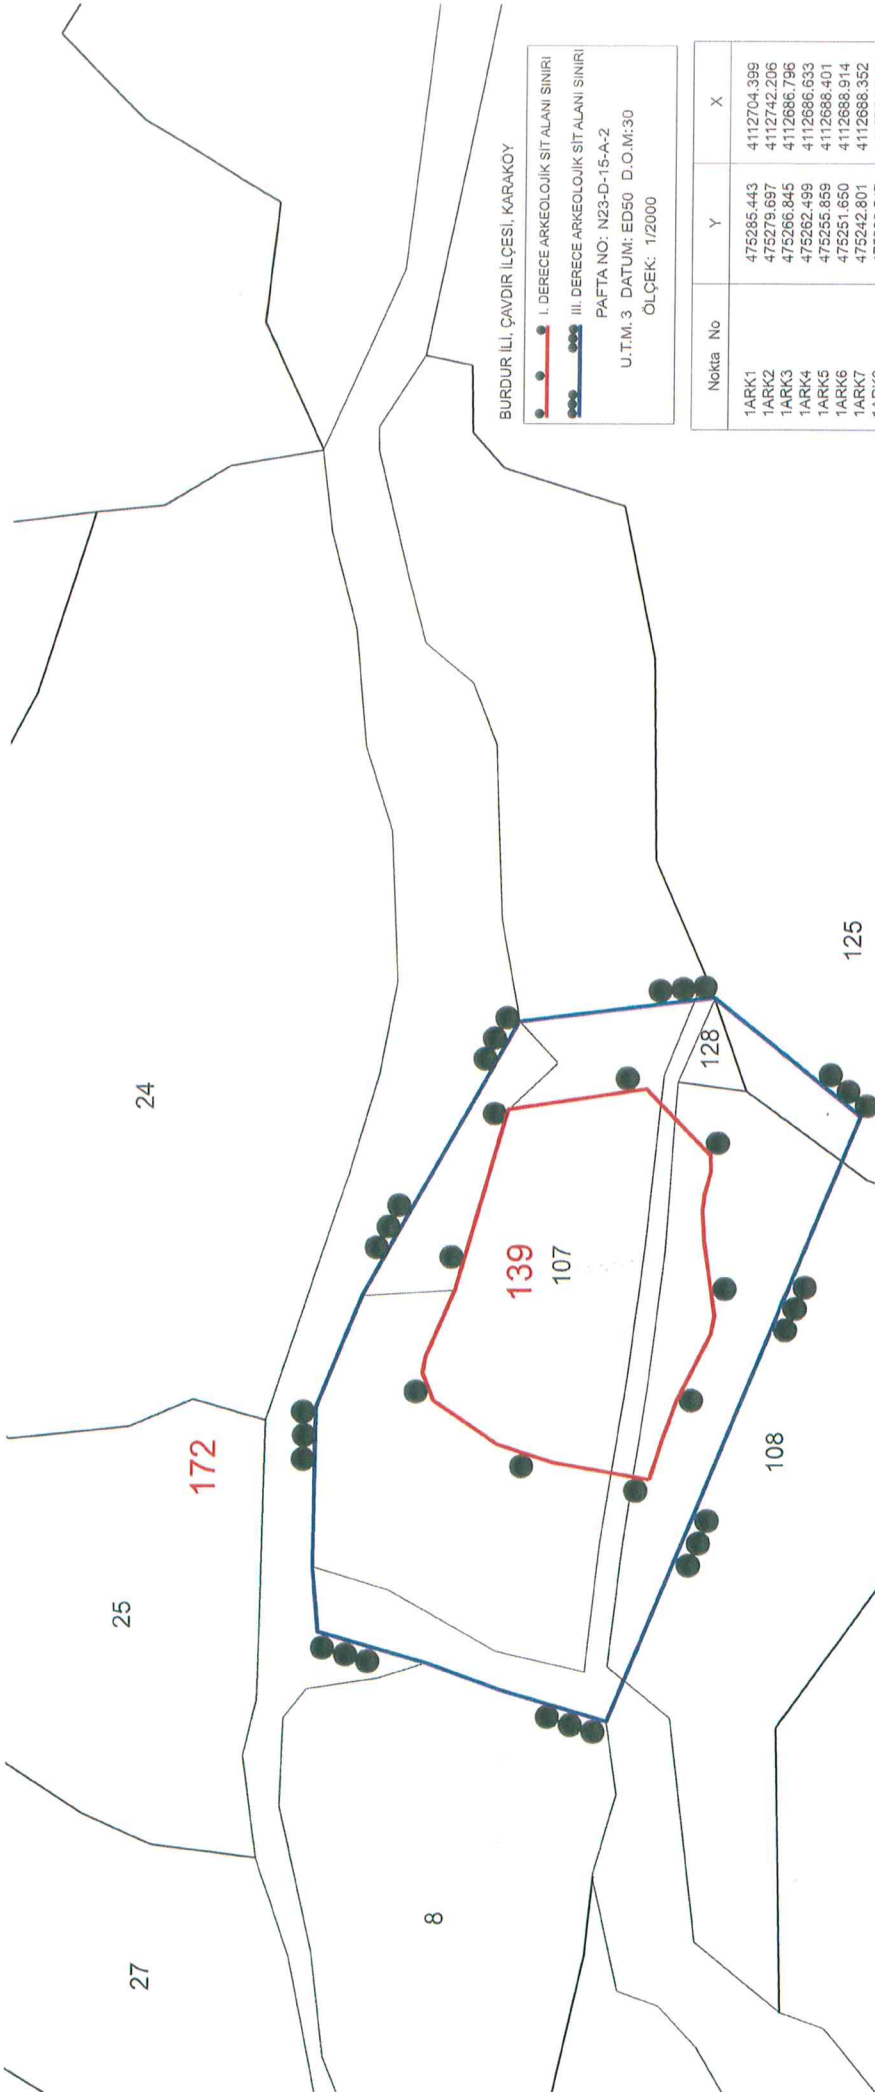 BURDUR İLİ, ÇAVDIR İLÇESİ, KARAKÖY
I. DERECE ARKEOLOJİK SİT ALANI SINIRI
III. DERECE ARKEOLOJİK SİT ALANI SINIRI
PAFTA NO: N23-D-15-A-2
U.T.M. 3 DATUM: ED50 D.O.M:30
ÖLÇEK: 1/2000
Nokta No Y X
1ARK1 475285.443 4112704.399
1ARK2 475279.697 4112742.206
1ARK3 475266.845 4112686.796
1ARK4 475262.499 4112686.633
1ARK5 475255.859 4112688.401
1ARK6 475251.650 4112688.914
1ARK7 475242.801 4112688.352
24
172
25
27
8
139
107
128
125
108